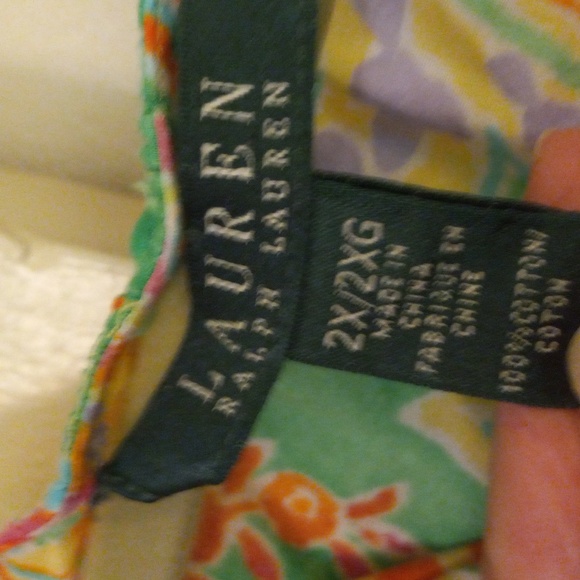 LAUREN
RALPH LAUREN
2X/2XG
MADE IN
CHINA
FABRIQUE EN
CHINE
100%COTTON/
COTON